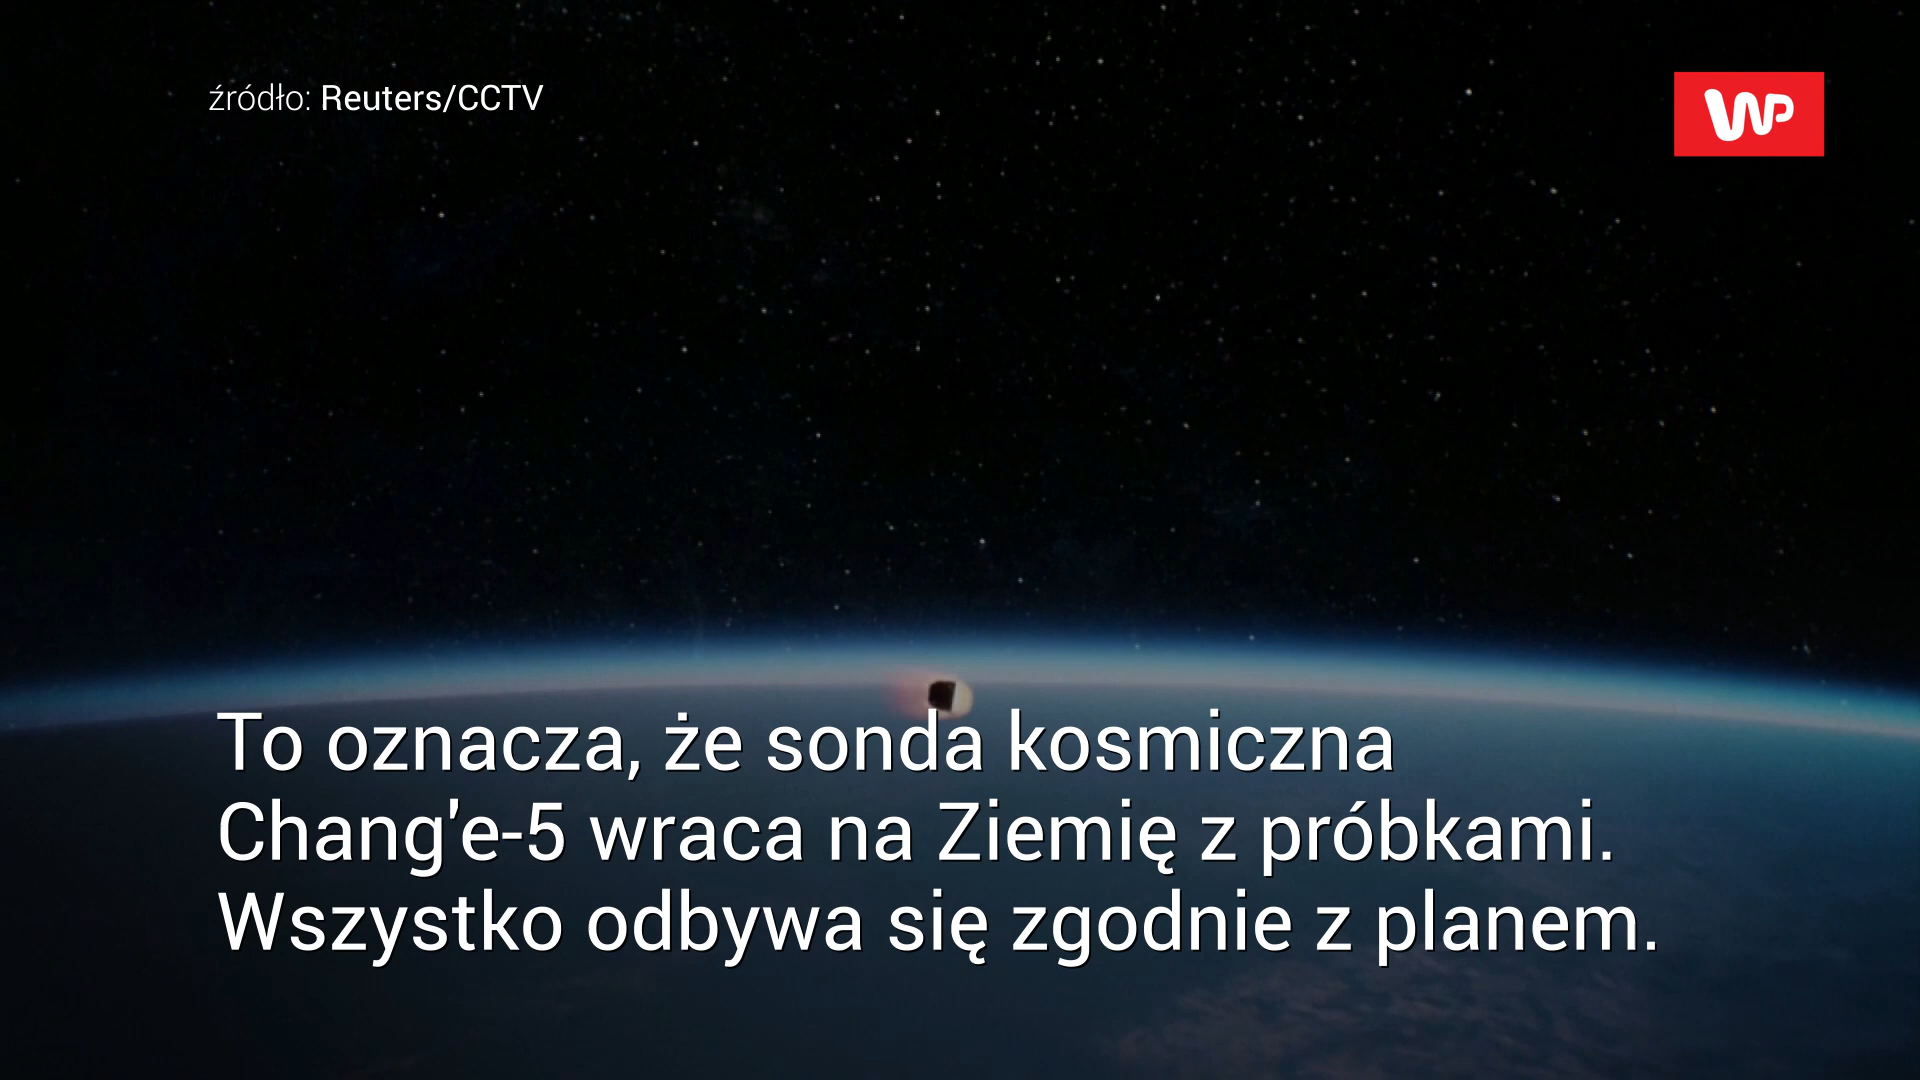 źródło: Reuters/CCTV
WP
To oznacza, że sonda kosmiczna
Chang'e-5 wraca na Ziemię z próbkami.
Wszystko odbywa się zgodnie z planem.